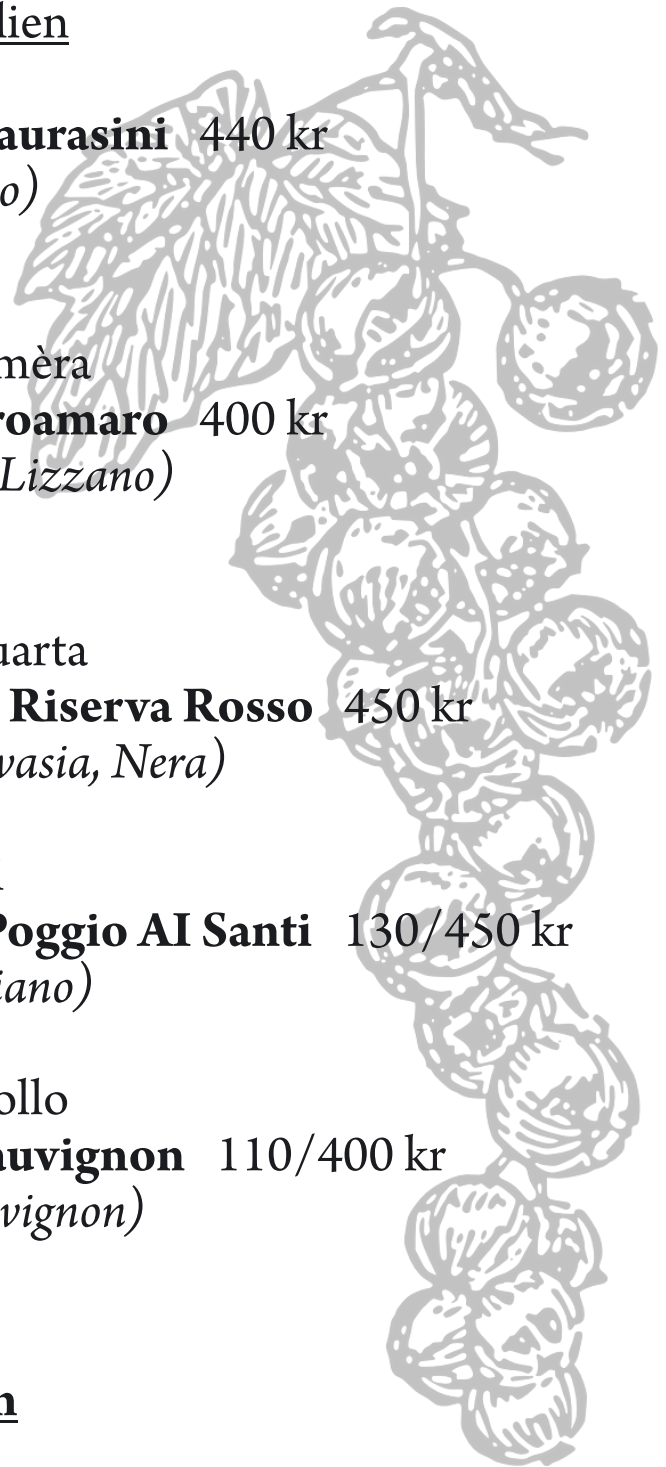 lien
aurasini 440 kr
o)
mèra
roamaro 400 kr
Lizzano)
uarta
Riserva Rosso 450 kr
vasia, Nera)
Poggio AI Santi 130/450 kr
iano)
ollo
auvignon 110/400 kr
vignon)
n